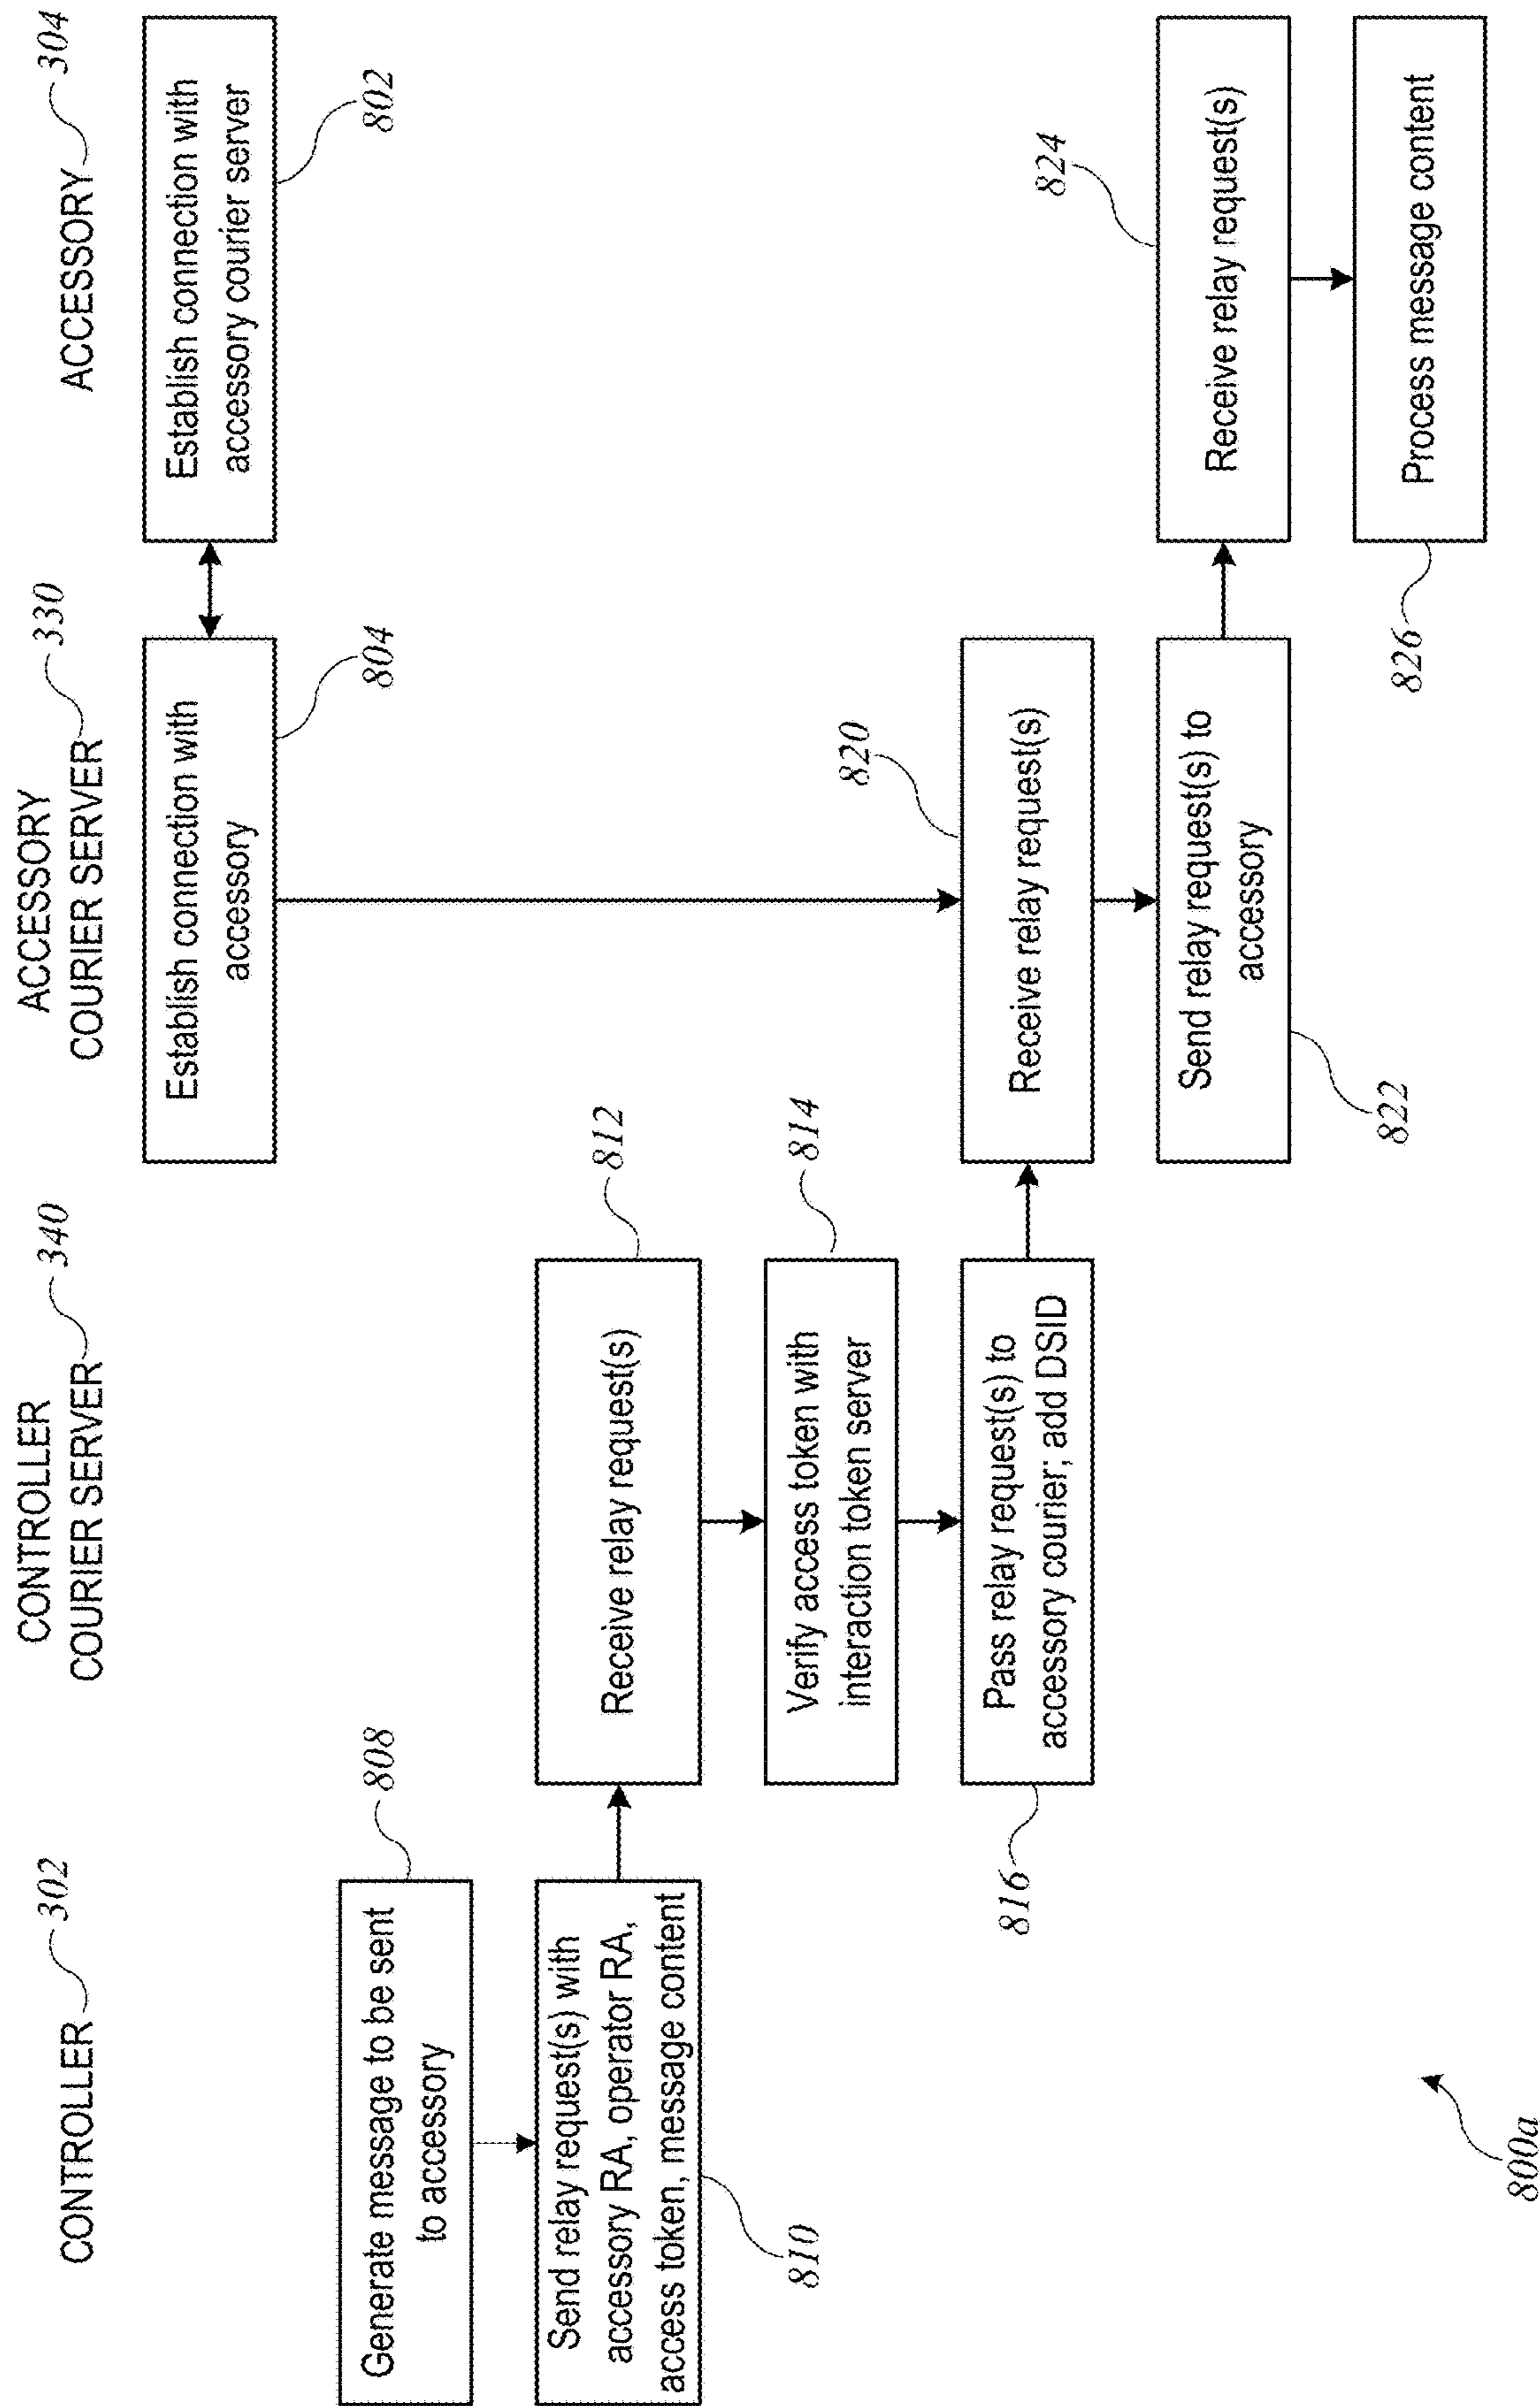 CONTROLLER 302
CONTROLLER
COURIER SERVER 340
ACCESSORY
COURIER SERVER 330
ACCESSORY 304
Establish connection with
accessory
804
Establish connection with
accessory courier server
802
Generate message to be sent
to accessory
808
Send relay request(s) with
accessory RA, operator RA,
access token, message content
810
Receive relay request(s)
812
Verify access token with
interaction token server
814
Pass relay request(s) to
accessory courier; add DSID
816
Receive relay request(s)
820
Send relay request(s) to
accessory
822
Receive relay request(s)
824
Process message content
826
800a